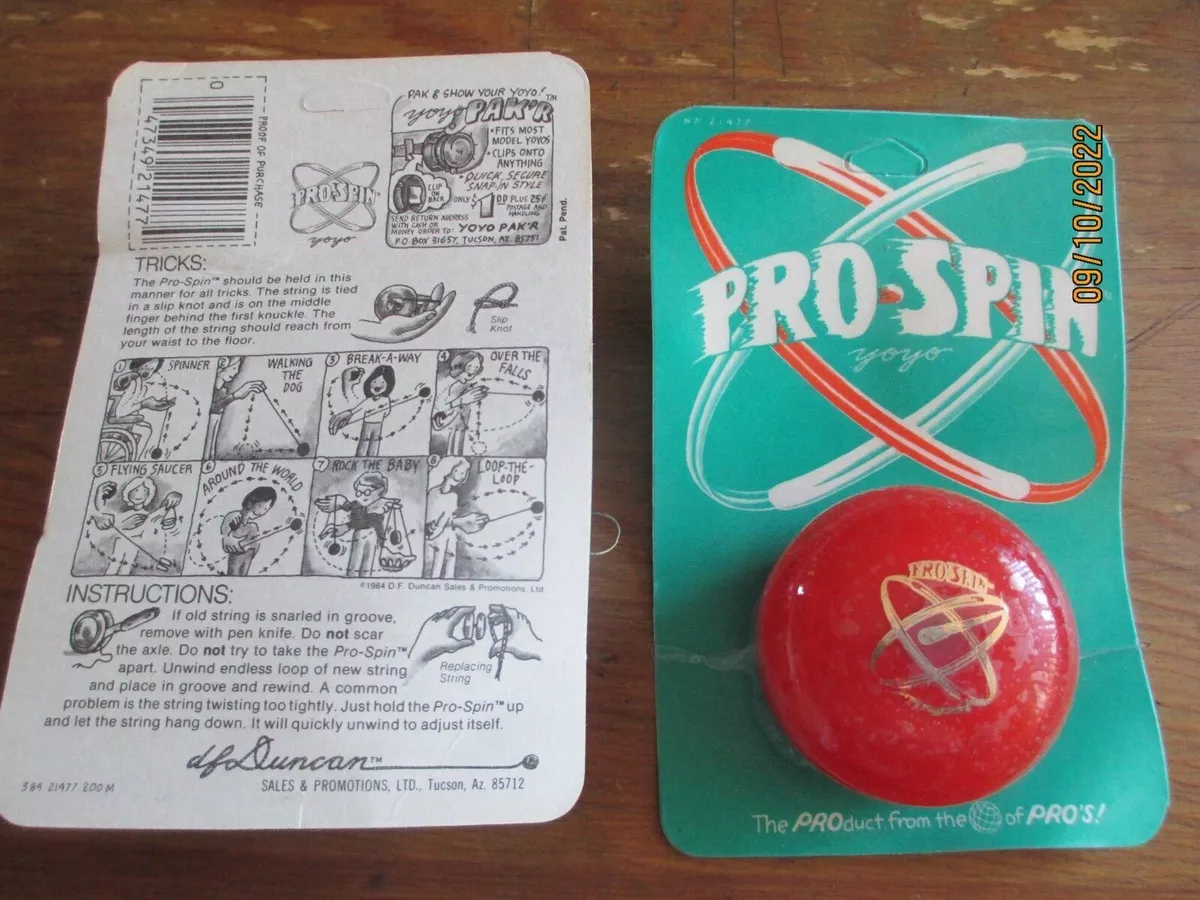 0
47349 21477
PROOF OF PURCHASE
PRO-SPIN™
yoyo
PAK & SHOW YOUR YOYO!
yoyo PAK'R™
• FITS MOST
MODEL YOYOS
• CLIPS ONTO
ANYTHING
• QUICK, SECURE
SNAP-IN STYLE
CLIP
ON
BACK
ONLY $1.00 PLUS 25¢
POSTAGE AND
HANDLING
SEND RETURN ADDRESS
WITH CASH OR
MONEY ORDER TO: YOYO PAK'R
P.O. BOX 31657, TUCSON, AZ. 85751
Pat. Pend.
TRICKS:
The Pro-Spin™ should be held in this
manner for all tricks. The string is tied
in a slip knot and is on the middle
finger behind the first knuckle. The
length of the string should reach from
your waist to the floor.
Slip
Knot
1 SPINNER
2 WALKING
THE
DOG
3 BREAK-A-WAY
4 OVER THE
FALLS
5 FLYING SAUCER
6 AROUND THE WORLD
7 ROCK THE BABY
8 LOOP-THE-
LOOP
©1984 D.F. Duncan Sales & Promotions, Ltd
INSTRUCTIONS:
If old string is snarled in groove,
remove with pen knife. Do not scar
the axle. Do not try to take the Pro-Spin™
apart. Unwind endless loop of new string
and place in groove and rewind. A common
problem is the string twisting too tightly. Just hold the Pro-Spin™ up
and let the string hang down. It will quickly unwind to adjust itself.
Replacing
String
df Duncan™
SALES & PROMOTIONS, LTD., Tucson, Az. 85712
384 21477 200M
PRO-SPIN
yoyo
PRO-SPIN
The PROduct from the of PRO'S!
09/10/2022